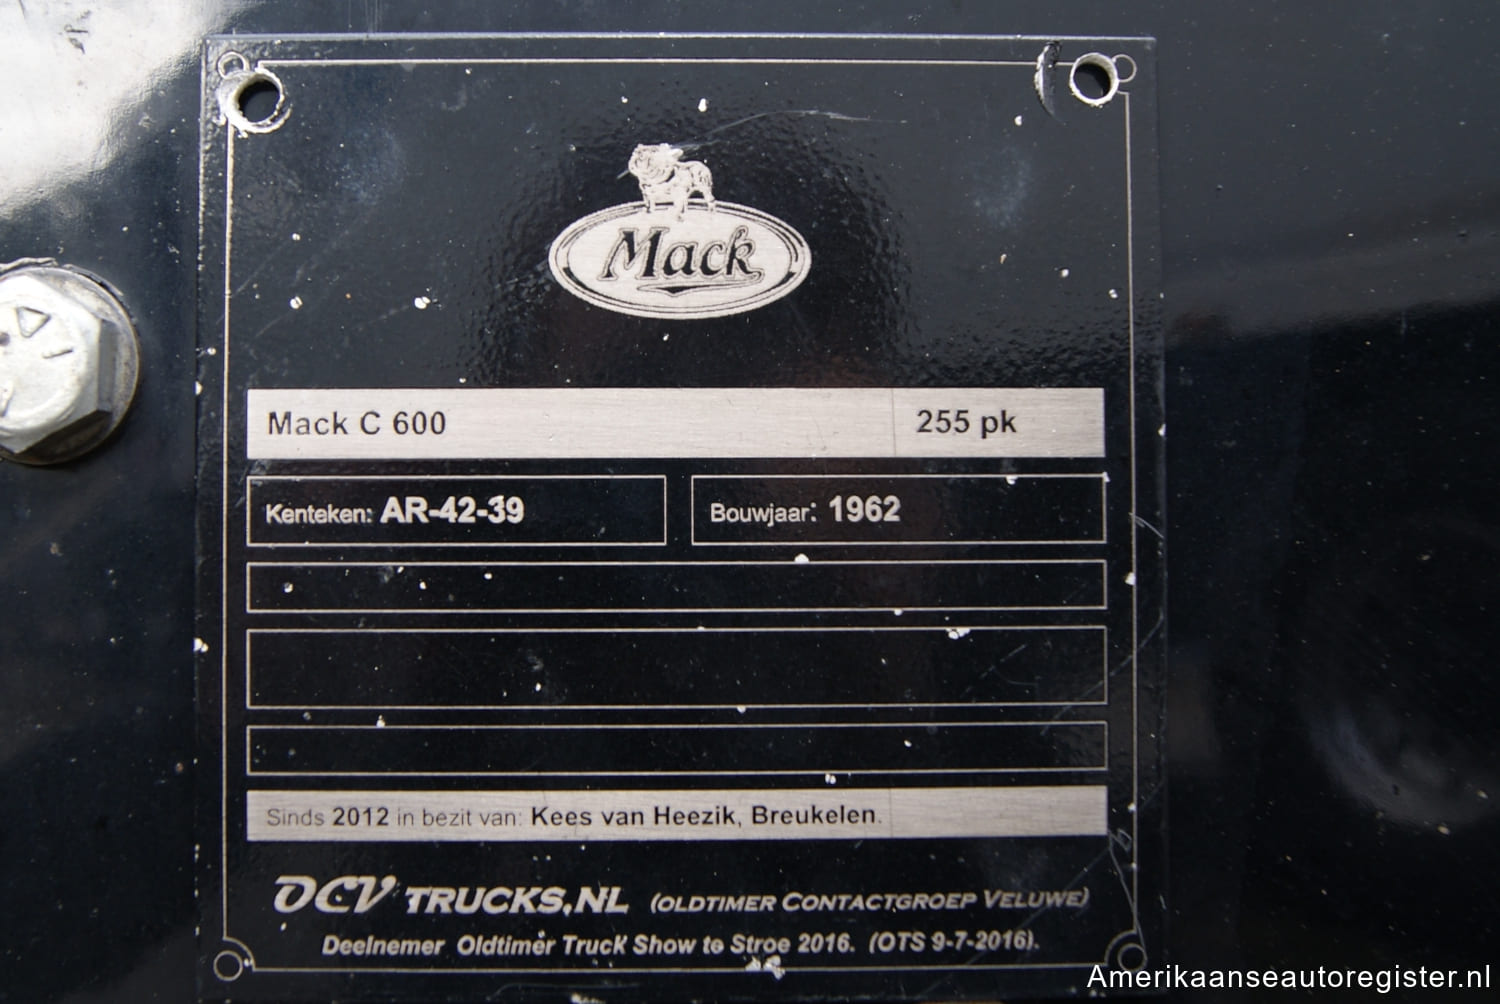 Mack
Mack C 600 255 pk
Kenteken: AR-42-39 Bouwjaar: 1962
Sinds 2012 in bezit van: Kees van Heezik, Breukelen.
OCV TRUCKS.NL (OLDTIMER CONTACTGROEP VELUWE)
Deelnemer Oldtimer Truck Show te Stroe 2016. (OTS 9-7-2016).
Amerikaanseautoregister.nl